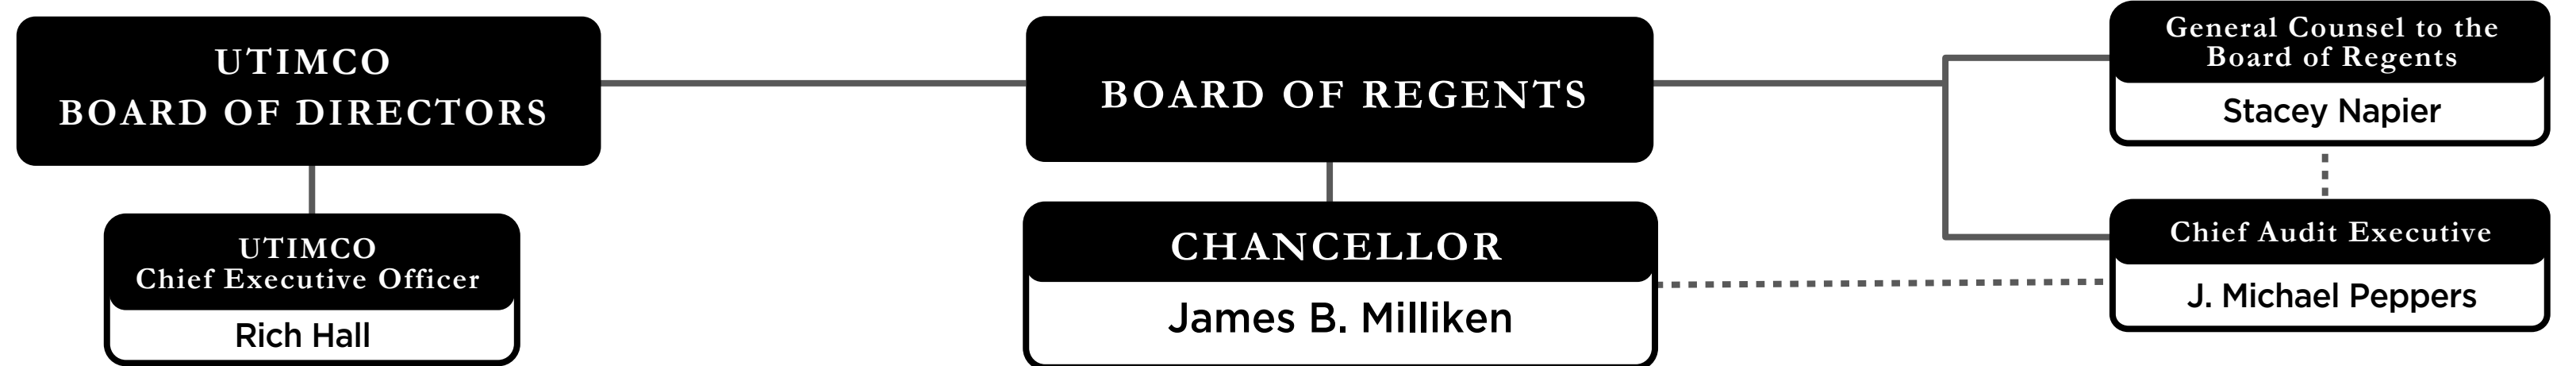 UTIMCO
BOARD OF DIRECTORS
UTIMCO
Chief Executive Officer
Rich Hall
BOARD OF REGENTS
CHANCELLOR
James B. Milliken
General Counsel to the
Board of Regents
Stacey Napier
Chief Audit Executive
J. Michael Peppers